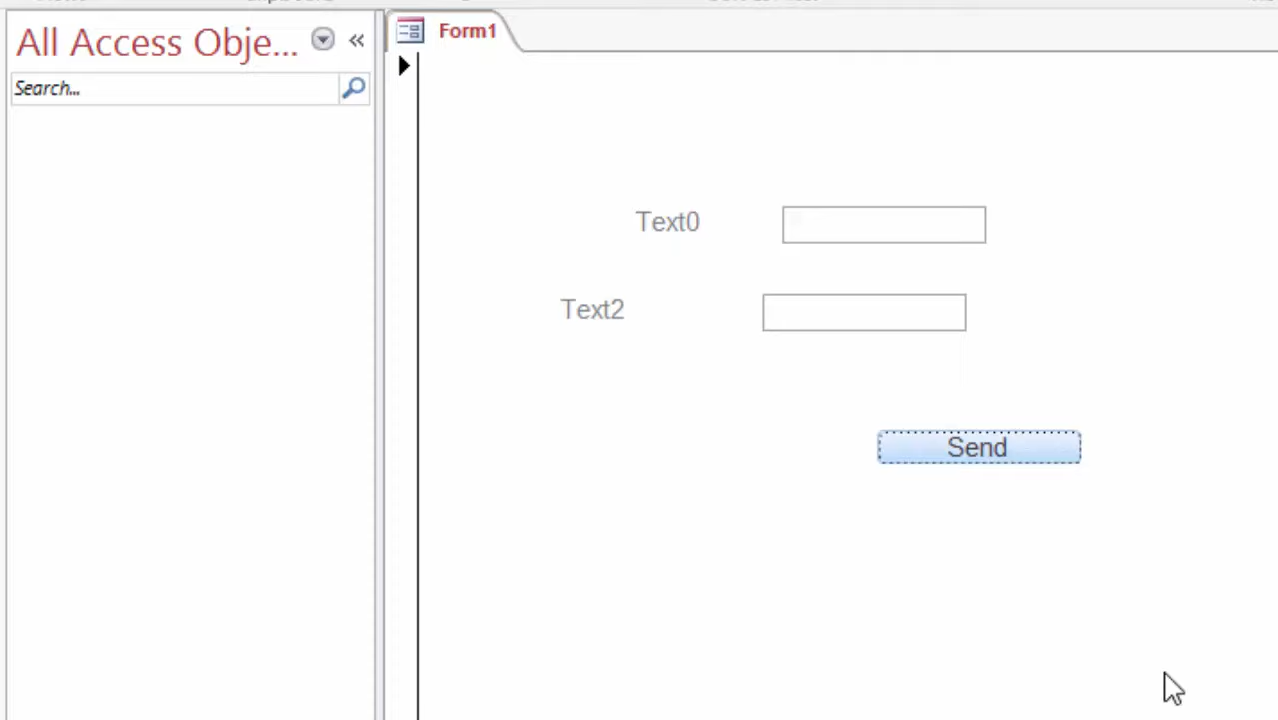 All Access Obje...
Search...
Form1
Text0
Text2
Send